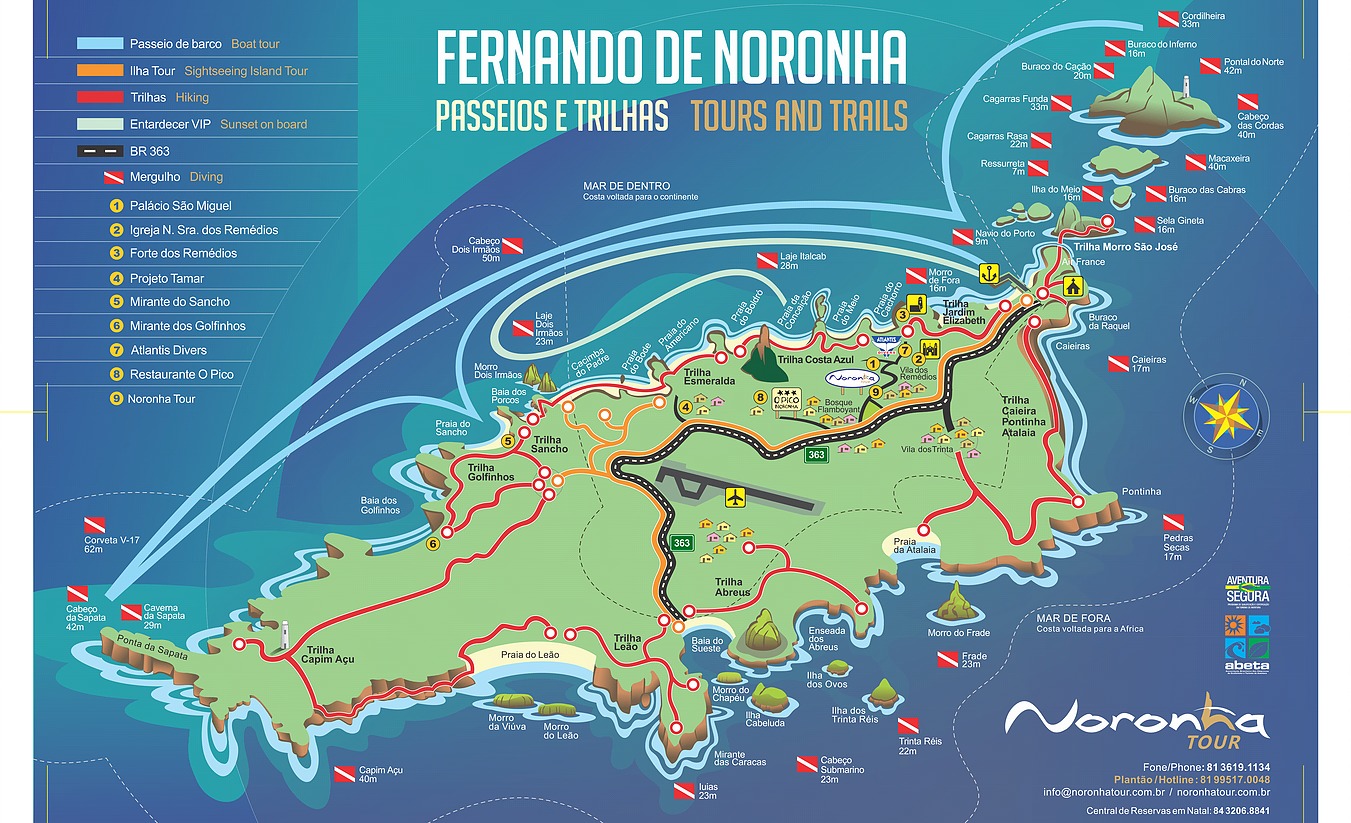 FERNANDO DE NORONHA
PASSEIOS E TRILHAS TOURS AND TRAILS
Passeio de barco Boat tour
Ilha Tour Sightseeing Island Tour
Trilhas Hiking
Entardecer VIP Sunset on board
BR 363
Mergulho Diving
1 Palácio São Miguel
2 Igreja N. Sra. dos Remédios
3 Forte dos Remédios
4 Projeto Tamar
5 Mirante do Sancho
6 Mirante dos Golfinhos
7 Atlantis Divers
8 Restaurante O Pico
9 Noronha Tour
MAR DE DENTRO
Costa voltada para o continente
Cordilheira
33m
Buraco do Inferno
16m
Pontal do Norte
42m
Buraco do Cação
20m
Cagarras Funda
33m
Cabeço
das Cordas
40m
Cagarras Rasa
22m
Ressurreta
7m
Macaxeira
40m
Ilha do Meio
16m
Buraco das Cabras
16m
Sela Gineta
16m
Navio do Porto
9m
Trilha Morro São José
Air France
Cabeço
Dois Irmãos
50m
Laje Italcab
28m
Morro
de Fora
16m
Laje
Dois
Irmãos
23m
Praia
do Boldró
Praia da
Conceição
Praia
do Meio
Praia do
Cachorro
3
Trilha
Jardim
Elizabeth
Buraco
da Raquel
Caieiras
Caieiras
17m
Praia do
Americano
Praia
do Bode
Cacimba
do Padre
Morro
Dois Irmãos
Baía dos
Porcos
Praia do
Sancho
Trilha Costa Azul
ATLANTIS
7
2
1
Vila dos
Remédios
Noronha
9
Trilha
Esmeralda
4
8
O PICO
NORONHA
Bosque
Flamboyant
Trilha
Caieira
Pontinha
Atalaia
N
W
E
S
5
Trilha
Sancho
Trilha
Golfinhos
363
Vila dos Trinta
Baia dos
Golfinhos
6
Pontinha
Corveta V-17
62m
363
Praia
da Atalaia
Pedras
Secas
17m
Cabeço
da Sapata
42m
Caverna
da Sapata
29m
Ponta da Sapata
Trilha
Abreus
Trilha
Capim Açu
Praia do Leão
Trilha
Leão
Baia do
Sueste
Enseada
dos
Abreus
Morro do Frade
Frade
23m
MAR DE FORA
Costa voltada para a Africa
Morro
da Viúva
Morro
do Leão
Morro do
Chapéu
Ilha
Cabeluda
Ilha
dos Ovos
Ilha dos
Trinta Réis
Trinta Réis
22m
Mirante
das Caracas
Cabeço
Submarino
23m
Iuias
23m
Capim Açu
40m
AVENTURA
SEGURA
abeta
Noronha
TOUR
Fone/Phone: 81 3619.1134
Plantão/Hotline: 81 99517.0048
info@noronhatour.com.br / noronhatour.com.br
Central de Reservas em Natal: 84 3206.8841